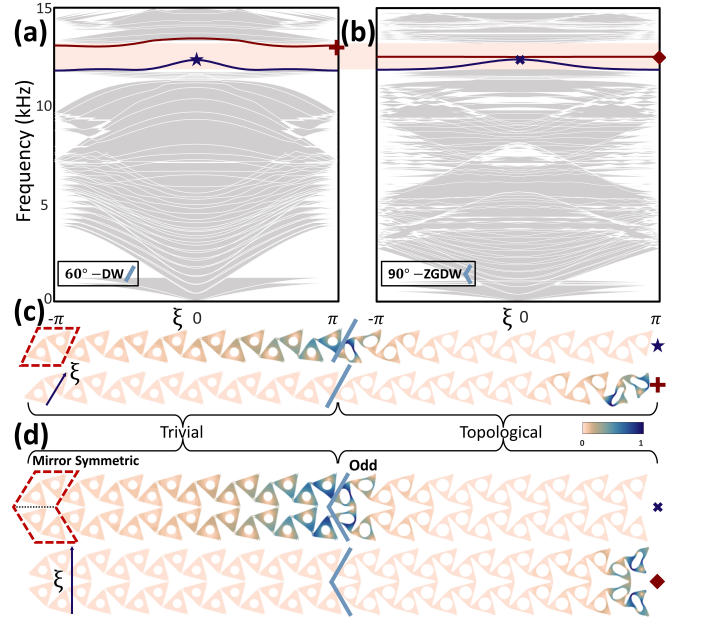 (a)
(b)
Frequency (kHz)
15
10
5
0
60° −DW
90° −ZGDW
-π
ξ
0
π
-π
ξ
0
π
(c)
ξ
Trivial
Topological
0
1
(d)
Mirror Symmetric
Odd
ξ